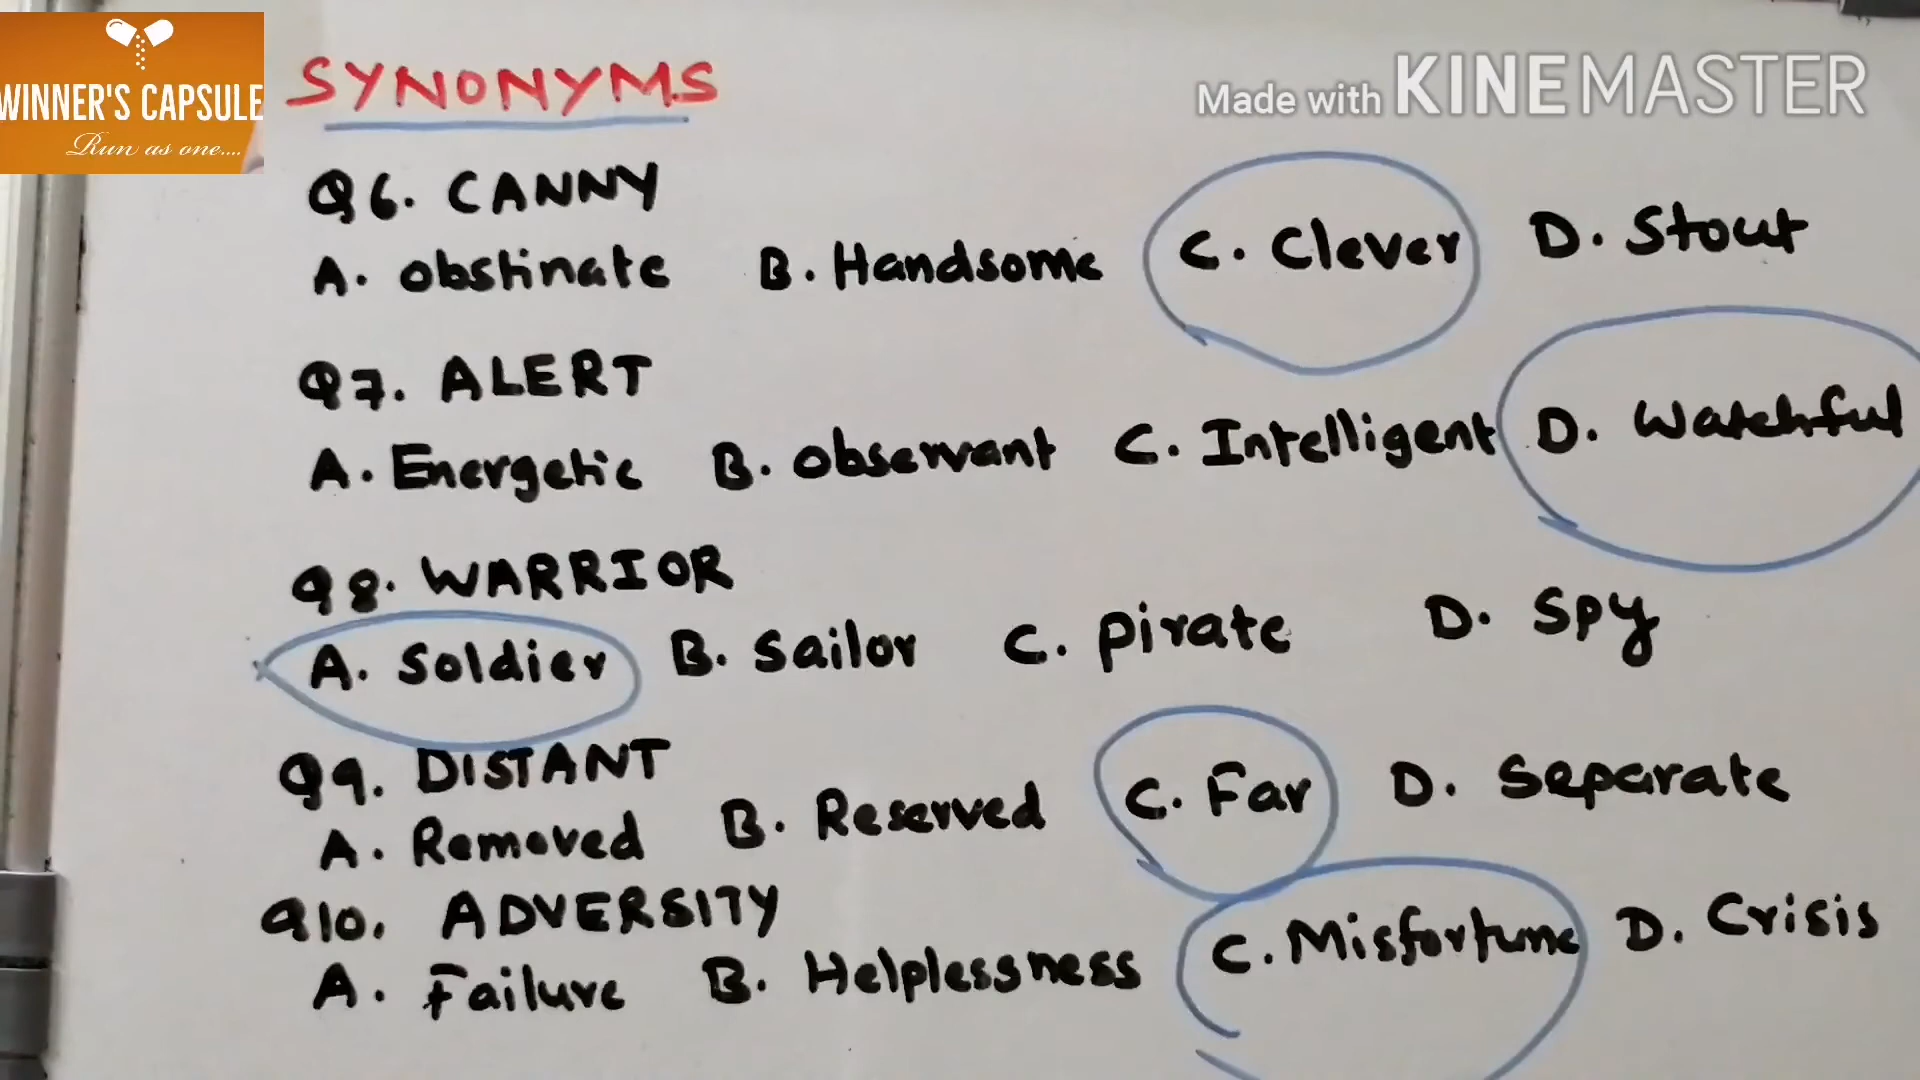 WINNER'S CAPSULE
Run as one....
SYNONYMS
Made with KINEMASTER
Q6. CANNY
A. obstinate B. Handsome C. Clever D. Stout
Q7. ALERT
A. Energetic B. observant C. Intelligent D. Watchful
Q8. WARRIOR
A. Soldier B. Sailor C. Pirate D. Spy
Q9. DISTANT
A. Removed B. Reserved C. Far D. Separate
Q10. ADVERSITY
A. Failure B. Helplessness C. Misfortune D. Crisis